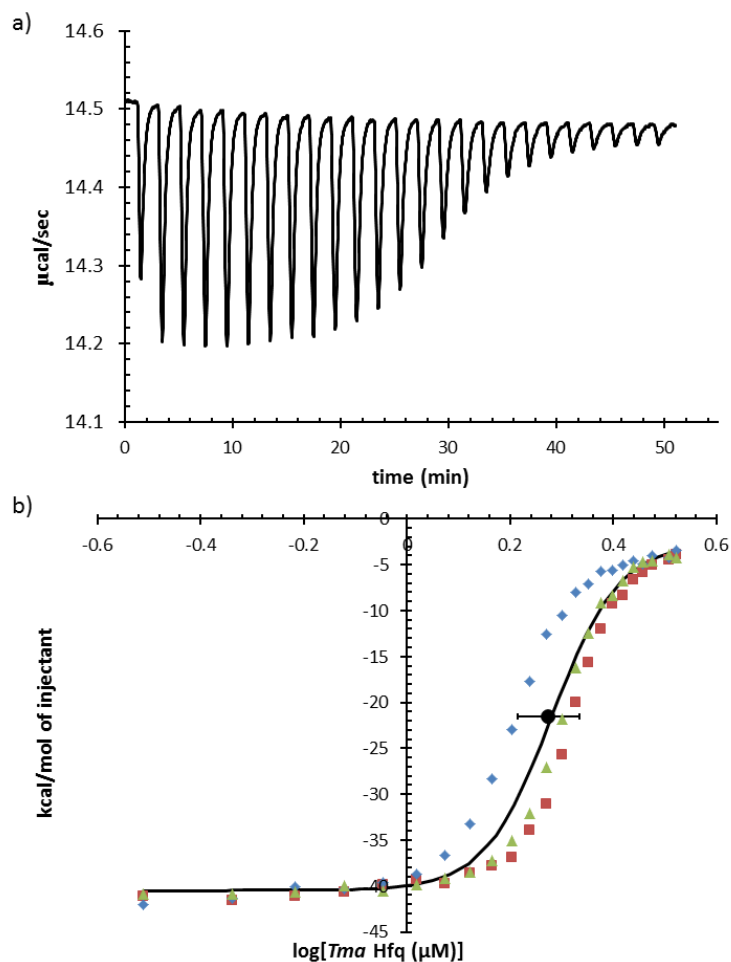 a)
14.6
14.5
14.4
14.3
14.2
14.1
µcal/sec
0 10 20 30 40 50
time (min)
b)
-0.6 -0.4 -0.2 0 0.2 0.4 0.6
0
-5
-10
-15
-20
-25
-30
-35
-40
-45
kcal/mol of injectant
log[Tma Hfq (µM)]